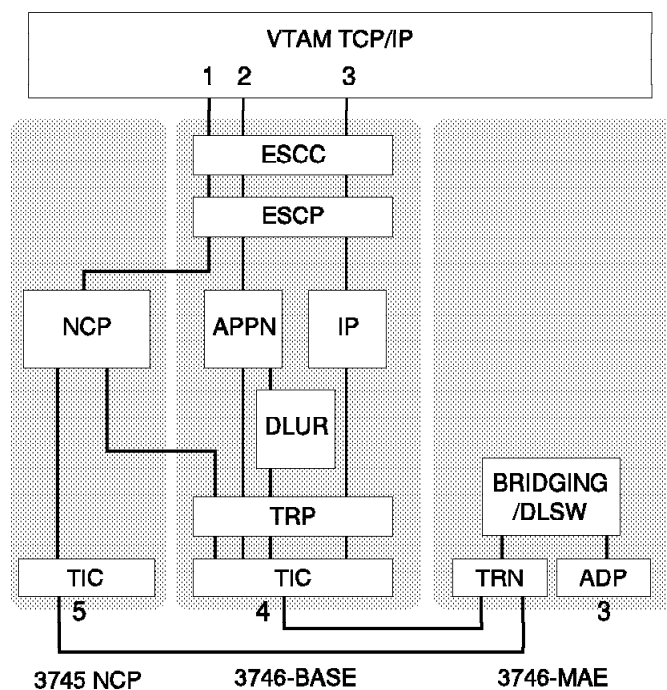 VTAM TCP/IP
1 2 3
ESCC
ESCP
NCP APPN IP
DLUR
BRIDGING
/DLSW
TRP
TIC TIC TRN ADP
5 4 3
3745 NCP 3746-BASE 3746-MAE